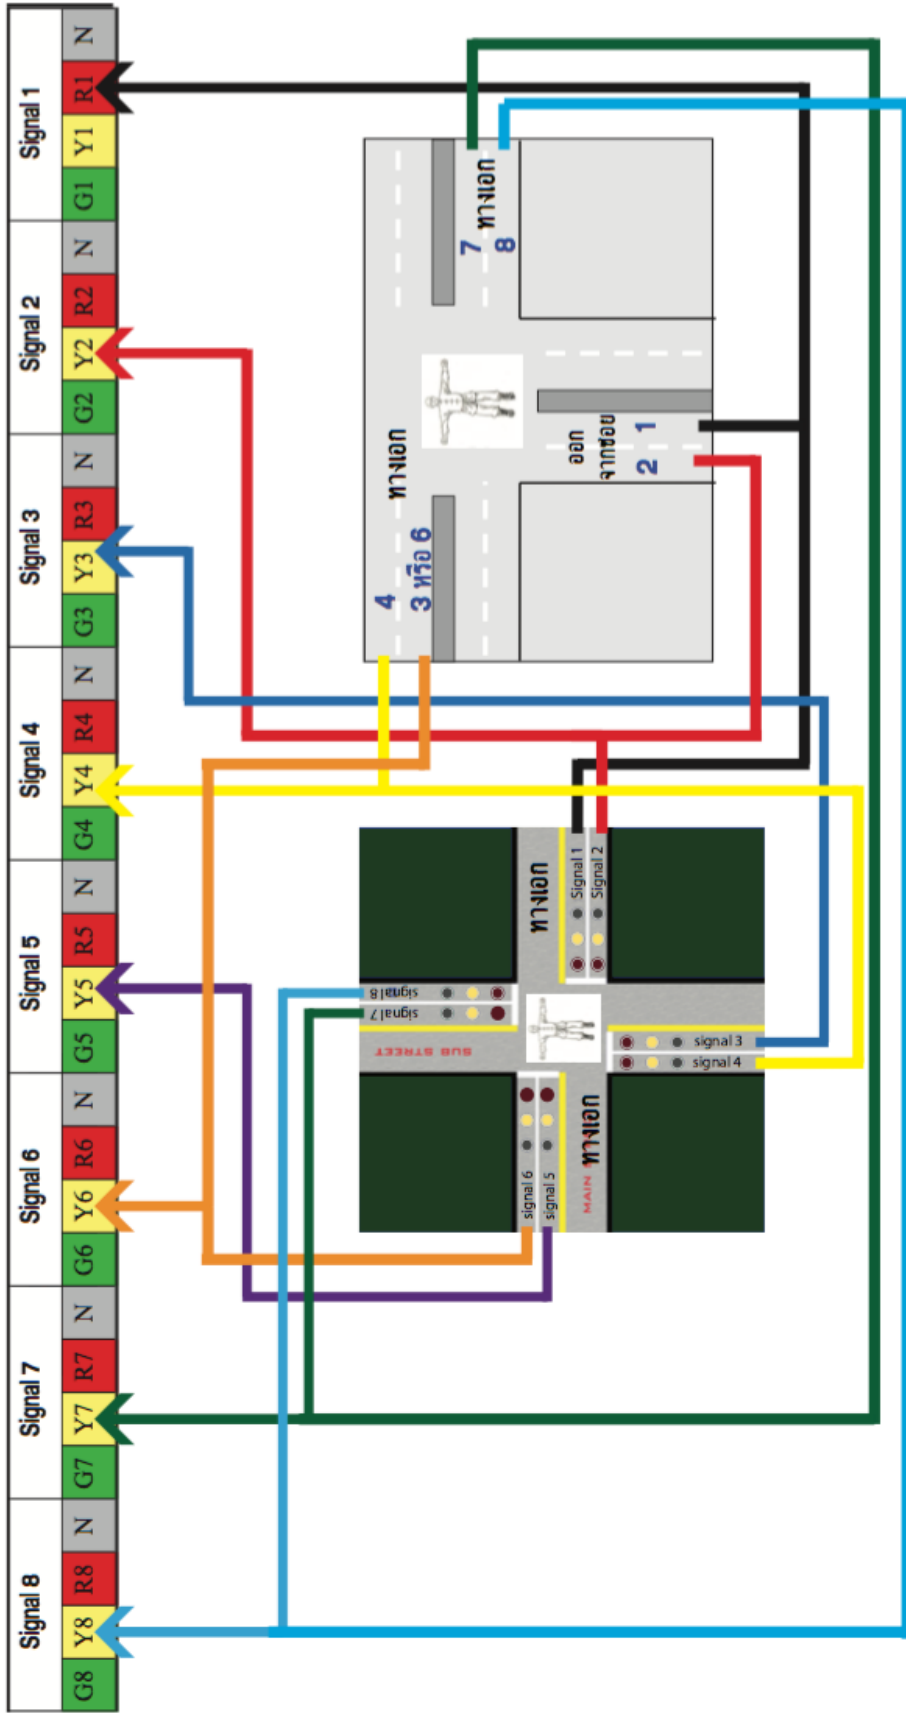 Signal 8 Signal 7 Signal 6 Signal 5 Signal 4 Signal 3 Signal 2 Signal 1
G8 Y8 R8 N G7 Y7 R7 N G6 Y6 R6 N G5 Y5 R5 N G4 Y4 R4 N G3 Y3 R3 N G2 Y2 R2 N G1 Y1 R1 N
signal 8
signal 7
SUB STREET
signal 6
signal 5
MAIN
ทางเอก
ทางเอก
Signal 1
Signal 2
signal 3
signal 4
4
ทางเอก
3 หรือ 6
7
ทางเอก
8
ออก
จากซอย
2 1